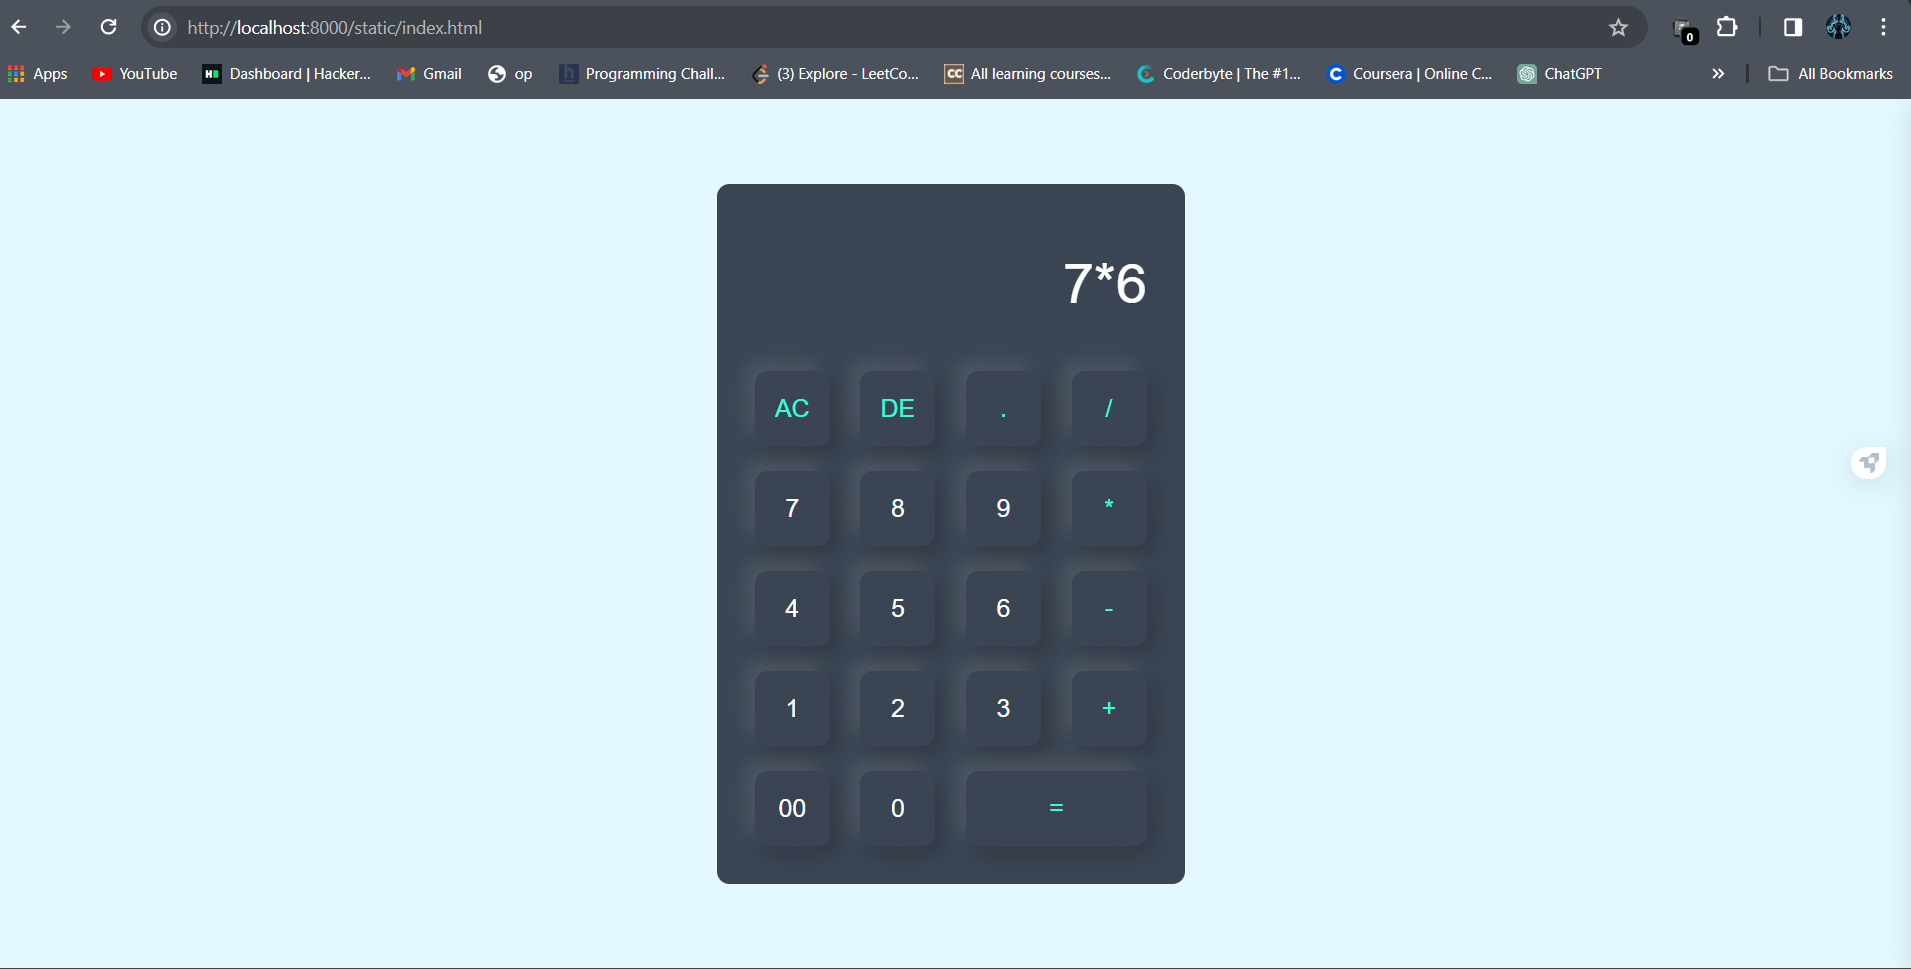 http://localhost:8000/static/index.html
0
Apps YouTube Dashboard | Hacker... Gmail op Programming Chall... (3) Explore - LeetCo... CC All learning courses... Coderbyte | The #1... Coursera | Online C... ChatGPT » All Bookmarks
7*6
AC DE . /
7 8 9 *
4 5 6 -
1 2 3 +
00 0 =